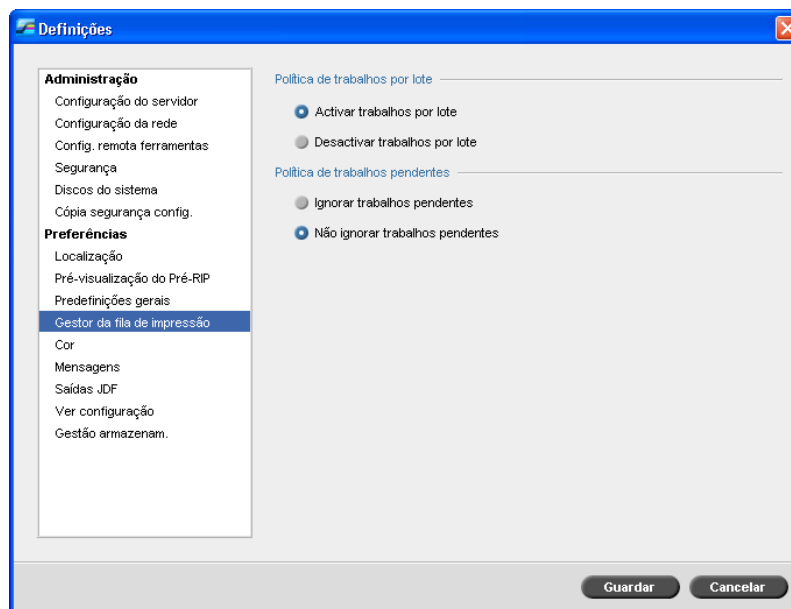 Definições
Administração
Configuração do servidor
Configuração da rede
Config. remota ferramentas
Segurança
Discos do sistema
Cópia segurança config.
Preferências
Localização
Pré-visualização do Pré-RIP
Predefinições gerais
Gestor da fila de impressão
Cor
Mensagens
Saídas JDF
Ver configuração
Gestão armazenam.
Política de trabalhos por lote
Activar trabalhos por lote
Desactivar trabalhos por lote
Política de trabalhos pendentes
Ignorar trabalhos pendentes
Não ignorar trabalhos pendentes
Guardar
Cancelar